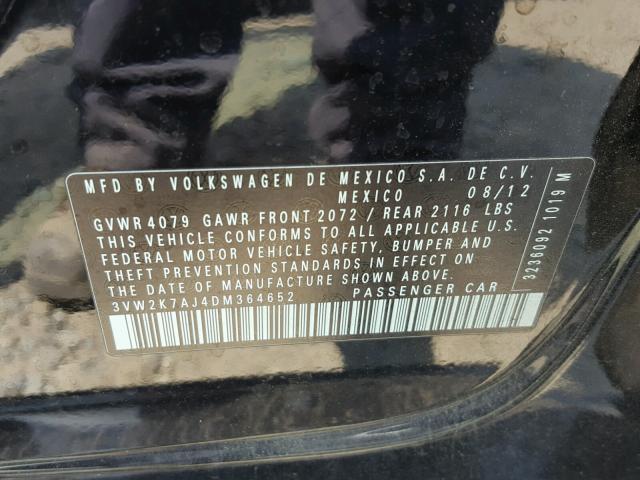 MFD BY VOLKSWAGEN DE MEXICO S.A. DE C.V.
MEXICO 08/12
GVWR 4079 GAWR FRONT 2072 / REAR 2116 LBS
THIS VEHICLE CONFORMS TO ALL APPLICABLE U.S.
FEDERAL MOTOR VEHICLE SAFETY, BUMPER AND
THEFT PREVENTION STANDARDS IN EFFECT ON
THE DATE OF MANUFACTURE SHOWN ABOVE.
3VW2K7AJ4DM364652 PASSENGER CAR
3236092 1019 M